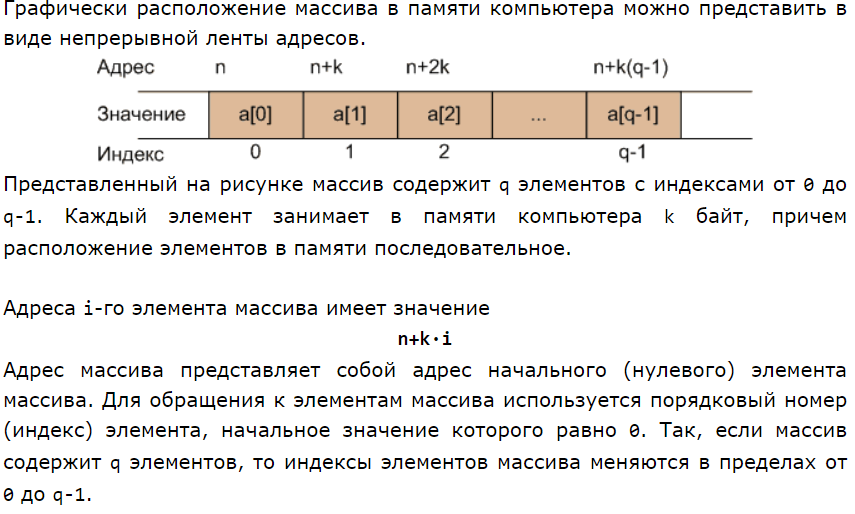 Графически расположение массива в памяти компьютера можно представить в
виде непрерывной ленты адресов.
Адрес n n+k n+2k n+k(q-1)
Значение a[0] a[1] a[2] ... a[q-1]
Индекс 0 1 2 q-1
Представленный на рисунке массив содержит q элементов с индексами от 0 до
q-1. Каждый элемент занимает в памяти компьютера k байт, причем
расположение элементов в памяти последовательное.
Адреса i-го элемента массива имеет значение
n+k·i
Адрес массива представляет собой адрес начального (нулевого) элемента
массива. Для обращения к элементам массива используется порядковый номер
(индекс) элемента, начальное значение которого равно 0. Так, если массив
содержит q элементов, то индексы элементов массива меняются в пределах от
0 до q-1.